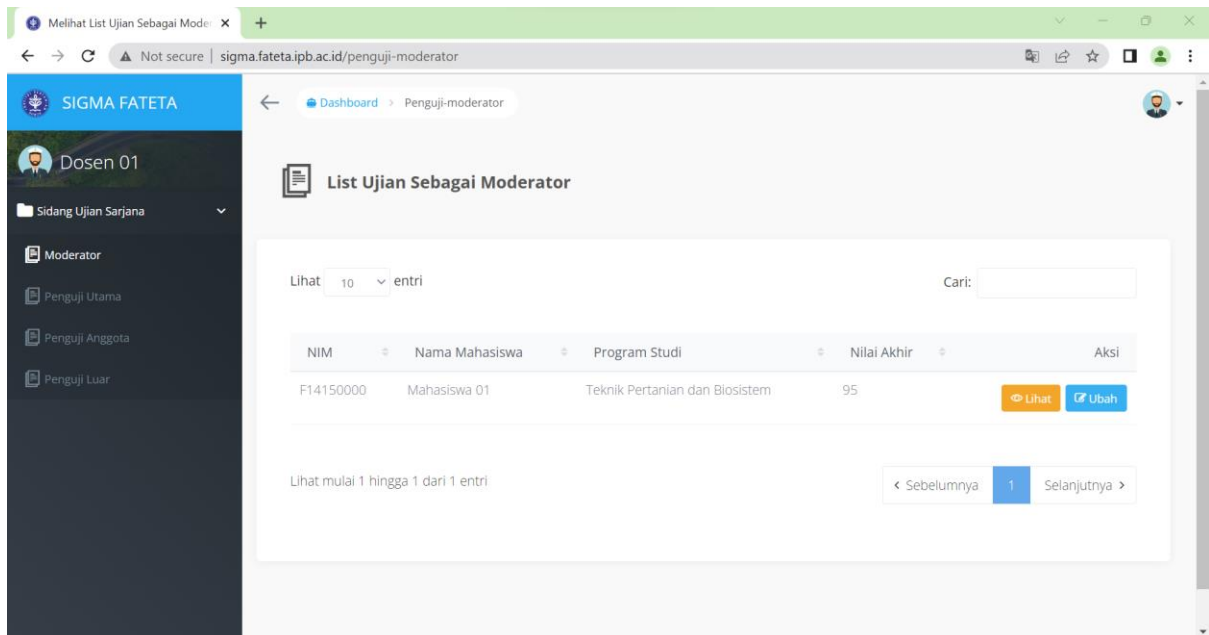 Melihat List Ujian Sebagai Moder
Not secure | sigma.fateta.ipb.ac.id/penguji-moderator
SIGMA FATETA
Dashboard > Penguji-moderator
Dosen 01
Sidang Ujian Sarjana
Moderator
Penguji Utama
Penguji Anggota
Penguji Luar
List Ujian Sebagai Moderator
Lihat 10 entri
Cari:
NIM Nama Mahasiswa Program Studi Nilai Akhir Aksi
F14150000 Mahasiswa 01 Teknik Pertanian dan Biosistem 95 Lihat Ubah
Lihat mulai 1 hingga 1 dari 1 entri
Sebelumnya 1 Selanjutnya